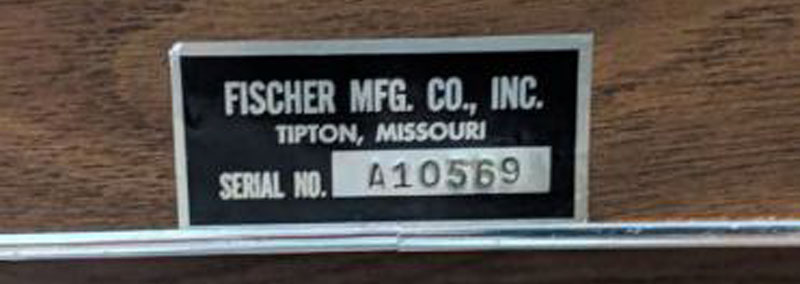 FISCHER MFG. CO., INC.
TIPTON, MISSOURI
SERIAL NO. A10569